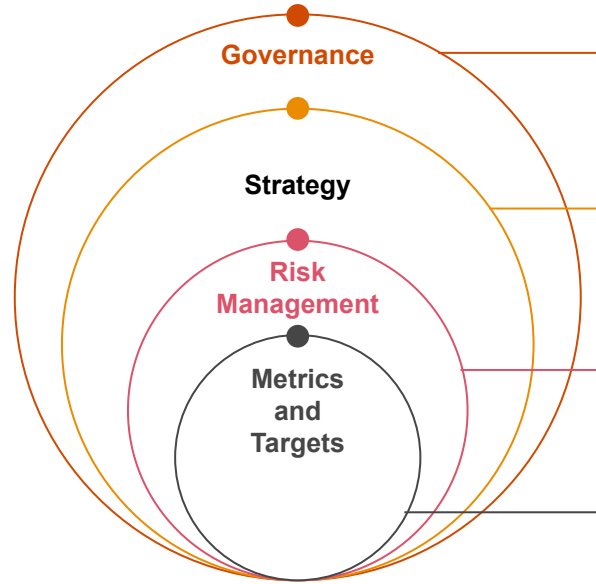 Governance
Strategy
Risk
Management
Metrics
and
Targets